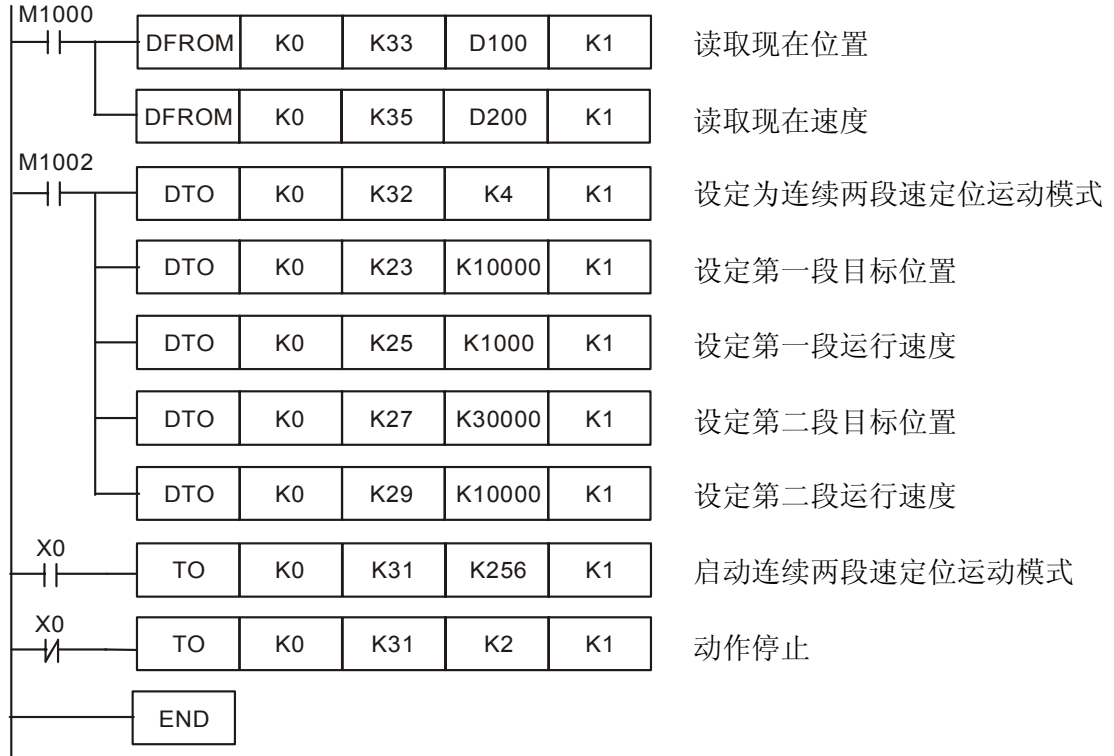 M1000
DFROM K0 K33 D100 K1 读取现在位置
DFROM K0 K35 D200 K1 读取现在速度
M1002
DTO K0 K32 K4 K1 设定为连续两段速定位运动模式
DTO K0 K23 K10000 K1 设定第一段目标位置
DTO K0 K25 K1000 K1 设定第一段运行速度
DTO K0 K27 K30000 K1 设定第二段目标位置
DTO K0 K29 K10000 K1 设定第二段运行速度
X0
TO K0 K31 K256 K1 启动连续两段速定位运动模式
X0
TO K0 K31 K2 K1 动作停止
END